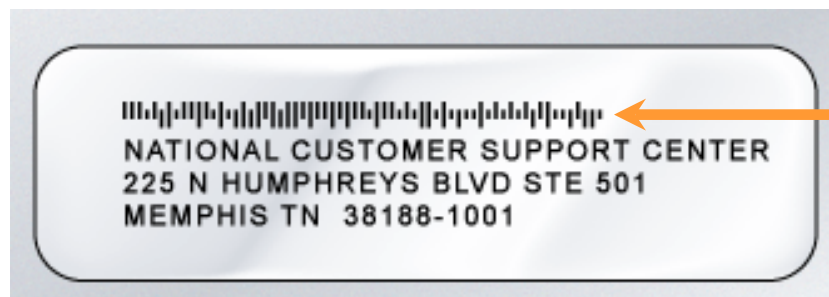 NATIONAL CUSTOMER SUPPORT CENTER
225 N HUMPHREYS BLVD STE 501
MEMPHIS TN 38188-1001